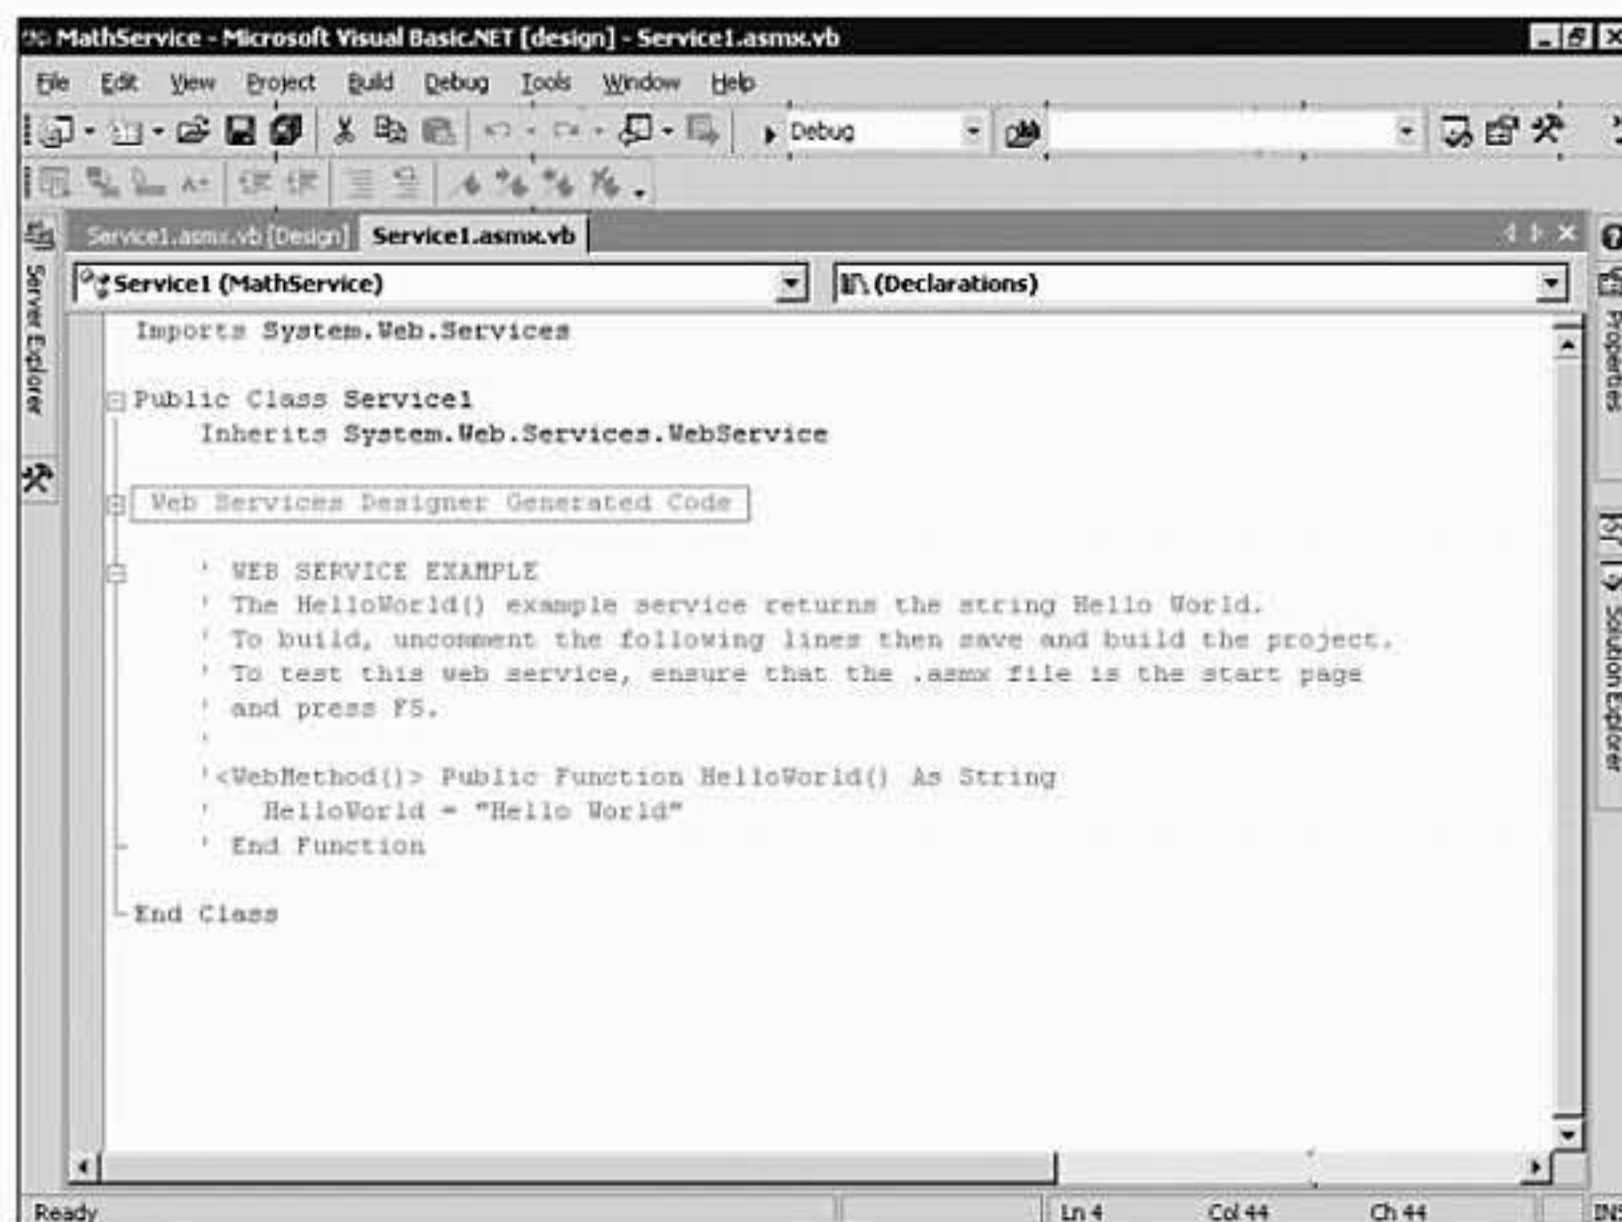 MathService - Microsoft Visual Basic.NET [design] - Service1.asmx.vb
File Edit View Project Build Debug Tools Window Help
Debug
Service1.asmx.vb [Design] Service1.asmx.vb
Service1 (MathService) (Declarations)
Server Explorer
Properties
Solution Explorer
Imports System.Web.Services
Public Class Service1
Inherits System.Web.Services.WebService
Web Services Designer Generated Code
' WEB SERVICE EXAMPLE
' The HelloWorld() example service returns the string Hello World.
' To build, uncomment the following lines then save and build the project.
' To test this web service, ensure that the .asmx file is the start page
' and press F5.
'
'<WebMethod()> Public Function HelloWorld() As String
' HelloWorld = "Hello World"
' End Function
End Class
Ready Ln 4 Col 44 Ch 44